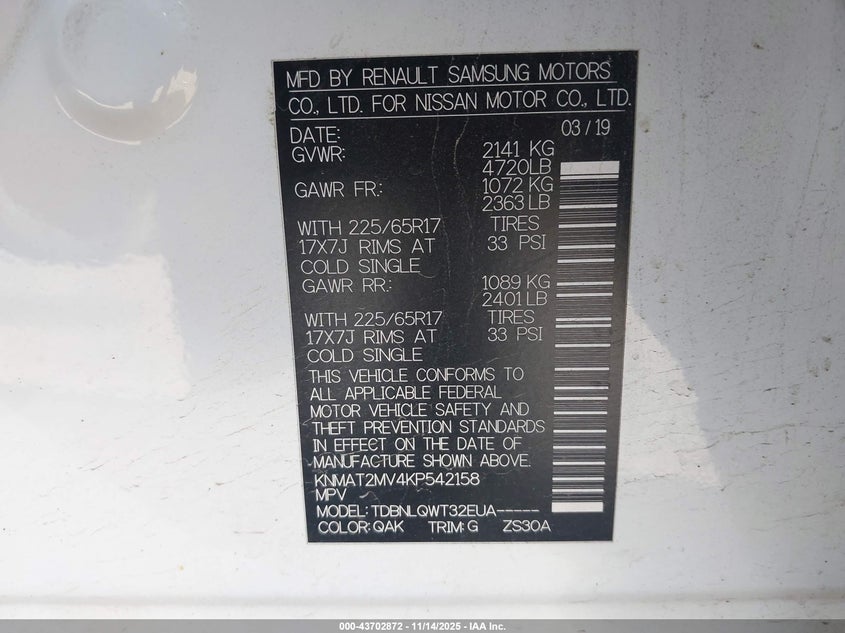 MFD BY RENAULT SAMSUNG MOTORS
CO., LTD. FOR NISSAN MOTOR CO., LTD.
DATE: 03 / 19
GVWR: 2141 KG
4720LB
GAWR FR.: 1072 KG
2363 LB
WITH 225/65R17 TIRES
17X7J RIMS AT 33 PSI
COLD SINGLE
GAWR RR.: 1089 KG
2401 LB
WITH 225/65R17 TIRES
17X7J RIMS AT 33 PSI
COLD SINGLE
THIS VEHICLE CONFORMS TO
ALL APPLICABLE FEDERAL
MOTOR VEHICLE SAFETY AND
THEFT PREVENTION STANDARDS
IN EFFECT ON THE DATE OF
MANUFACTURE SHOWN ABOVE.
KNMAT2MV4KP542158
MPV
MODEL: TDBNLQWT32EUA-----
COLOR: QAK TRIM: G ZS30A
000-43702872 - 11/14/2025 - IAA Inc.